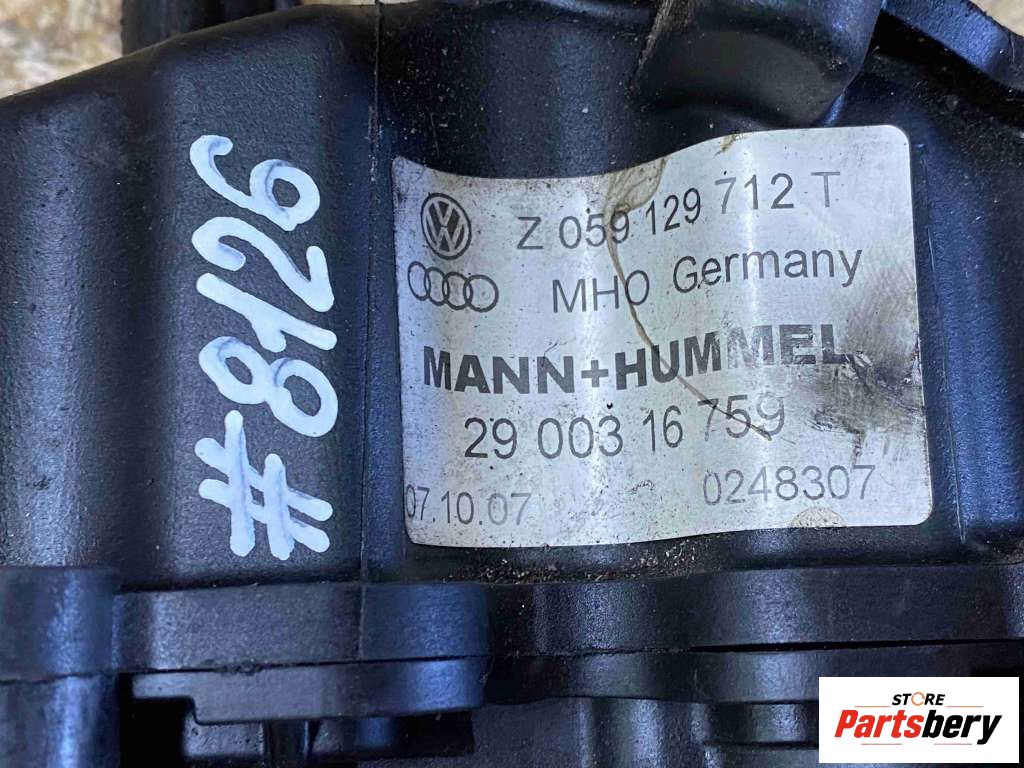 #8126
Z 059 129 712 T
MHO Germany
MANN+HUMMEL
29 003 16 759
07.10.07 0248307
STORE
Partsbery